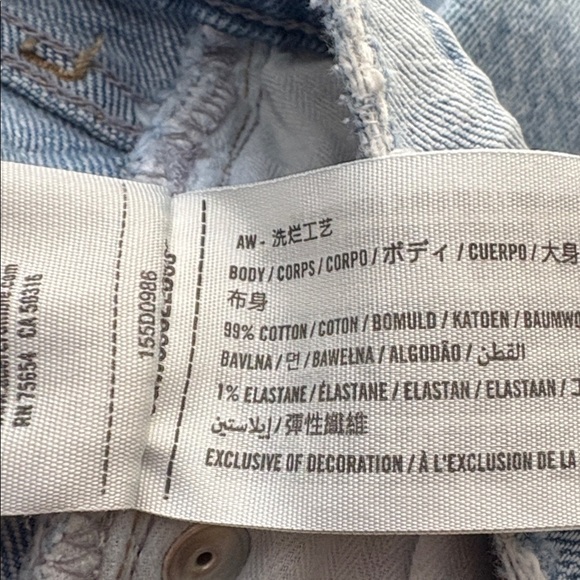 AW - 洗烂工艺
BODY / CORPS / CORPO / ボディ / CUERPO / 大身
布身
99% COTTON / COTON / BOMULD / KATOEN / BAUMWO
BAVLNA / 면 / BAWEŁNA / ALGODÃO / القطن
1% ELASTANE / ÉLASTANE / ELASTAN / ELASTAAN /
إيلاستين / 彈性纖維
EXCLUSIVE OF DECORATION / À L'EXCLUSION DE LA
155D0986
RN 75654 CA 50316